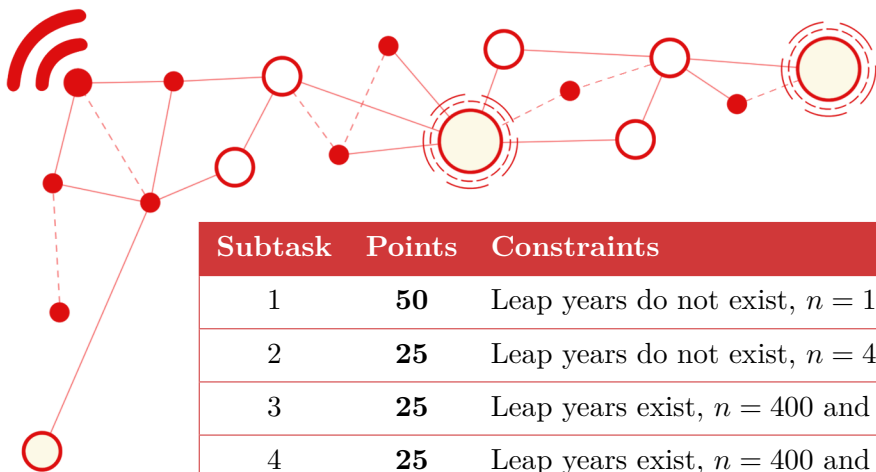 Subtask Points Constraints
1 50 Leap years do not exist, n = 1
2 25 Leap years do not exist, n = 4
3 25 Leap years exist, n = 400 and
4 25 Leap years exist, n = 400 and